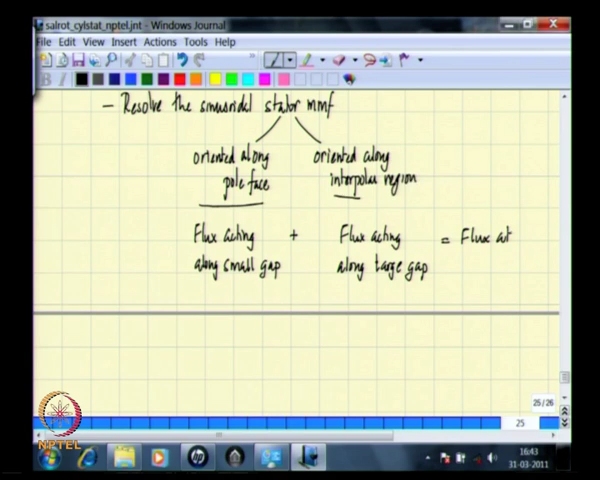 salrot_cylstat_nptel.jnt - Windows Journal
File Edit View Insert Actions Tools Help
B I
- Resolve the sinusoidal stator mmf
oriented along oriented along
pole face interpolar region
Flux acting + Flux acting = Flux at
along small gap along large gap
25/26
25
NPTEL
16:43
31-03-2011